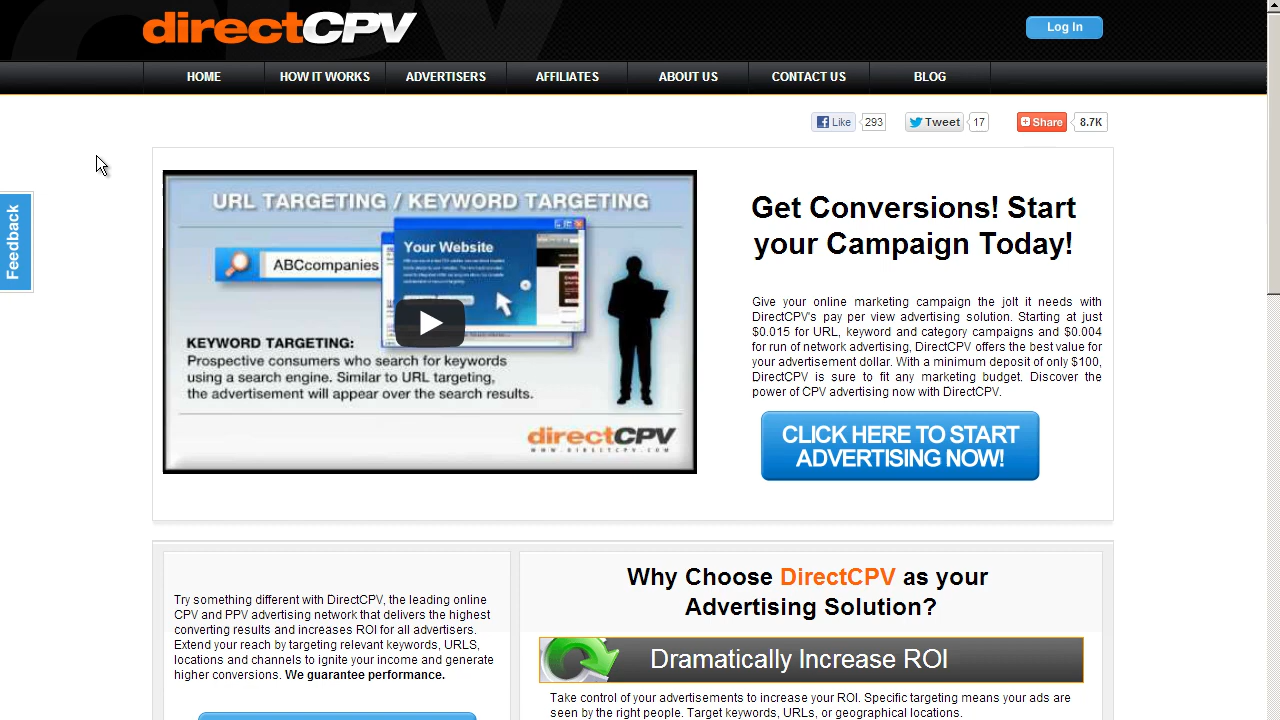 directCPV
Log In
HOME
HOW IT WORKS
ADVERTISERS
AFFILIATES
ABOUT US
CONTACT US
BLOG
Like 293
Tweet 17
Share 8.7K
Feedback
URL TARGETING / KEYWORD TARGETING
ABCcompanies
Your Website
KEYWORD TARGETING:
Prospective consumers who search for keywords
using a search engine. Similar to URL targeting,
the advertisement will appear over the search results.
directCPV
WWW.DIRECTCPV.COM
Get Conversions! Start
your Campaign Today!
Give your online marketing campaign the jolt it needs with
DirectCPV's pay per view advertising solution. Starting at just
$0.015 for URL, keyword or category campaigns and $0.004
for run of network advertising, DirectCPV offers the best value for
your advertisement dollar. With a minimum deposit of only $100,
DirectCPV is sure to fit any marketing budget. Discover the
power of CPV advertising now with DirectCPV.
CLICK HERE TO START
ADVERTISING NOW!
Try something different with DirectCPV, the leading online
CPV and PPV advertising network that delivers the highest
converting results and increases ROI for all advertisers.
Extend your reach by targeting relevant keywords, URLS,
locations and channels to ignite your income and generate
higher conversions. We guarantee performance.
Why Choose DirectCPV as your
Advertising Solution?
Dramatically Increase ROI
Take control of your advertisements to increase your ROI. Specific targeting means your ads are
seen by the right people. Target keywords, URLs, or geographical locations.